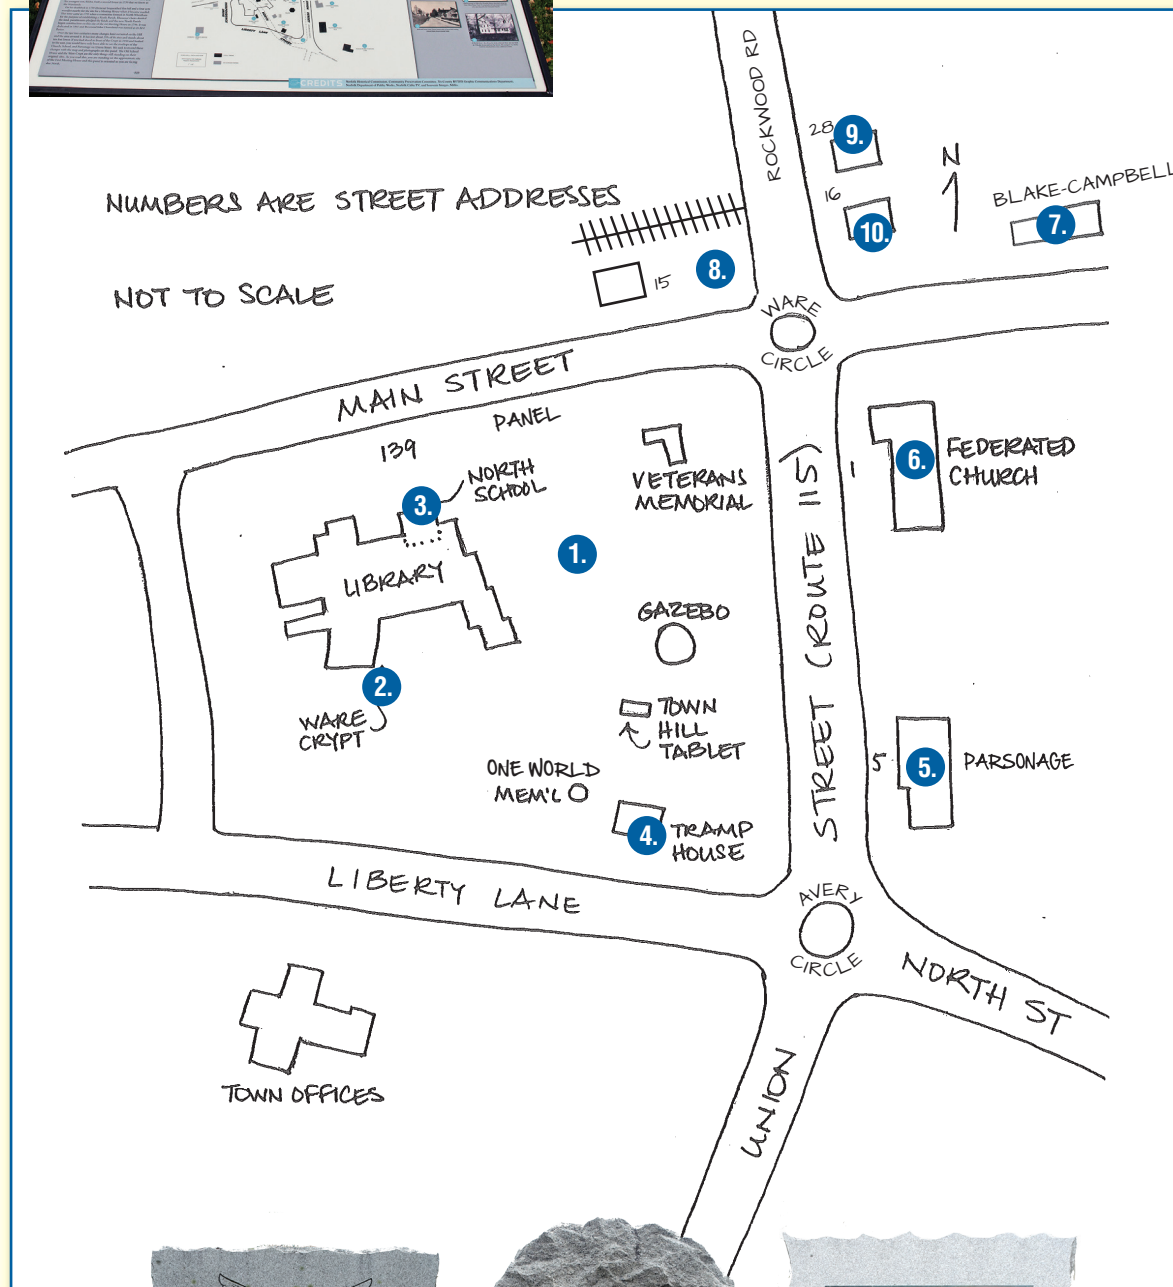 CREDITS
ROCKWOOD RD
28
9.
N
16
10.
BLAKE-CAMPBELL
7.
NUMBERS ARE STREET ADDRESSES
15
8.
NOT TO SCALE
WARE
CIRCLE
MAIN STREET
PANEL
139
NORTH
SCHOOL
3.
VETERANS
MEMORIAL
1
6.
FEDERATED
CHURCH
1.
LIBRARY
GAZEBO
2.
WARE
CRYPT
TOWN
HILL
TABLET
STREET (ROUTE 115)
5
5.
PARSONAGE
ONE WORLD
MEM'L
4.
TRAMP
HOUSE
LIBERTY LANE
AVERY
CIRCLE
NORTH ST
TOWN OFFICES
UNION